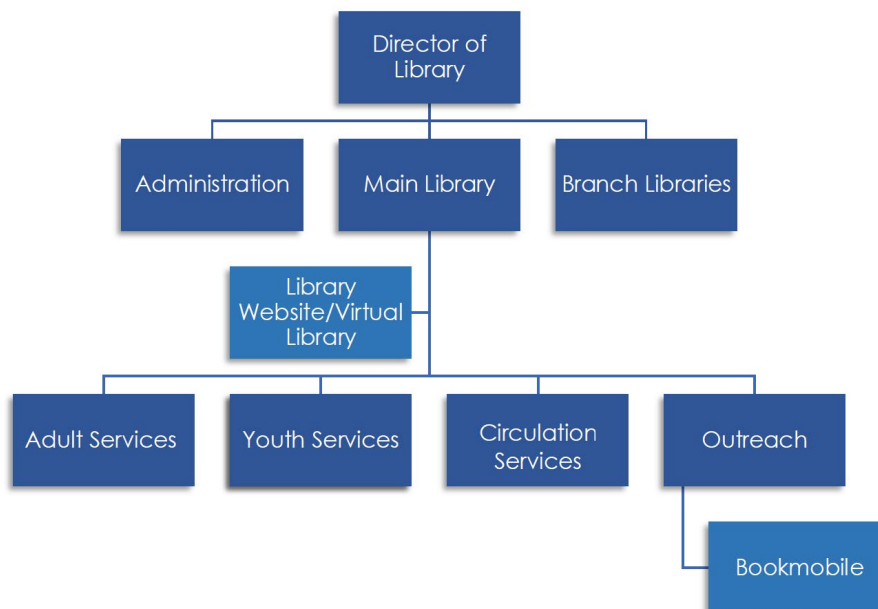 Director of
Library
Administration
Main Library
Branch Libraries
Library
Website/Virtual
Library
Adult Services
Youth Services
Circulation
Services
Outreach
Bookmobile